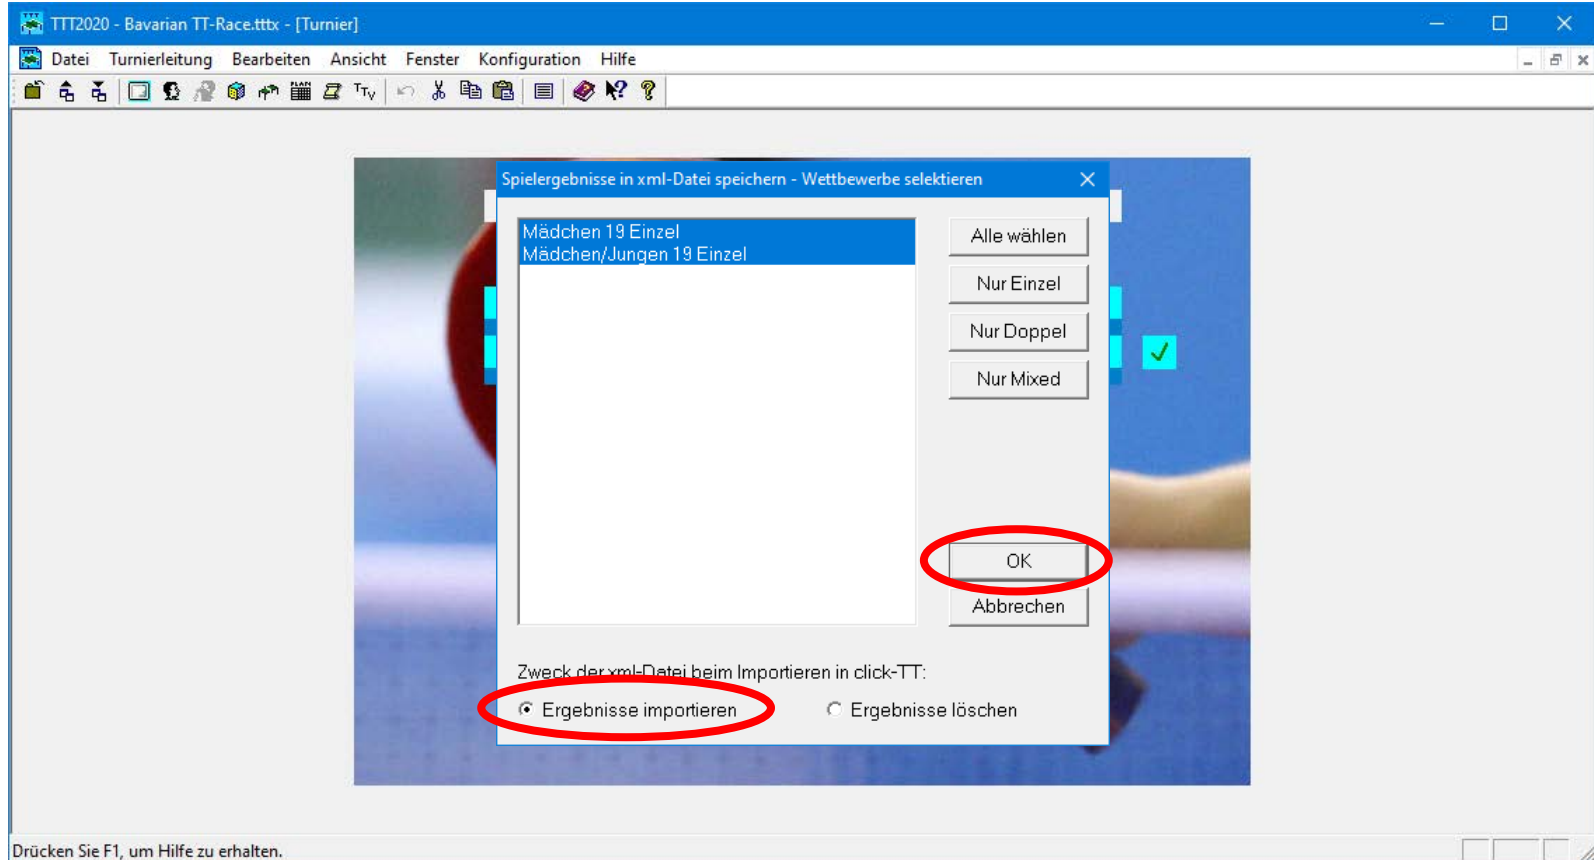 TTT2020 - Bavarian TT-Race.tttx - [Turnier]
Datei Turnierleitung Bearbeiten Ansicht Fenster Konfiguration Hilfe
Spielergebnisse in xml-Datei speichern - Wettbewerbe selektieren
Mädchen 19 Einzel
Mädchen/Jungen 19 Einzel
Alle wählen
Nur Einzel
Nur Doppel
Nur Mixed
OK
Abbrechen
Zweck der xml-Datei beim Importieren in click-TT:
Ergebnisse importieren
Ergebnisse löschen
Drücken Sie F1, um Hilfe zu erhalten.